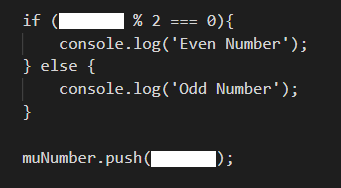 if ( % 2 === 0){
console.log('Even Number');
} else {
console.log('Odd Number');
}
muNumber.push( );